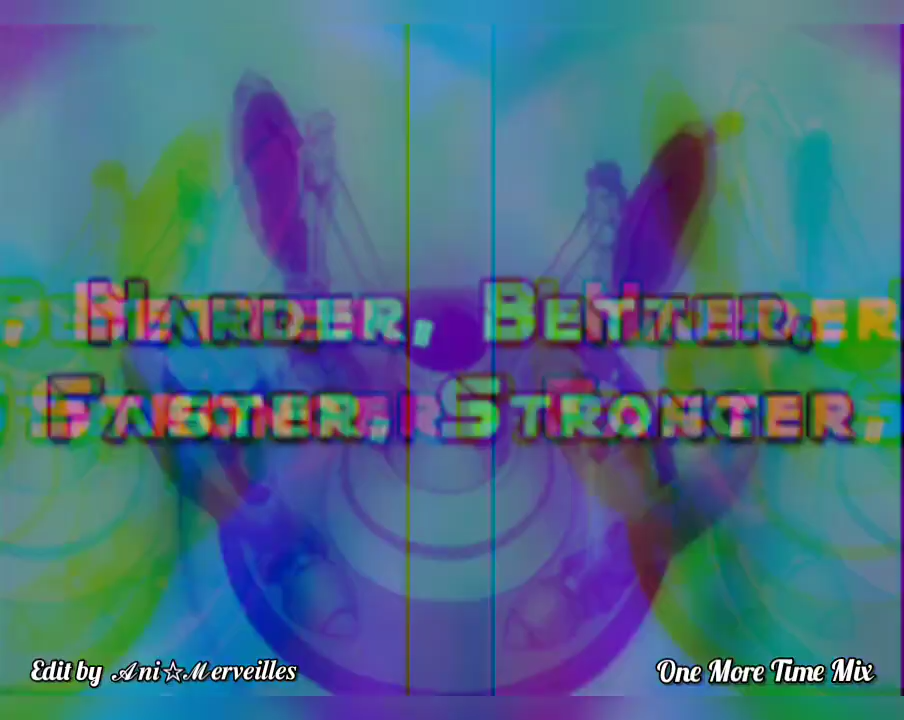 Harder, Better,
Faster, Stronger,
Edit by Ani☆Merveilles
One More Time Mix